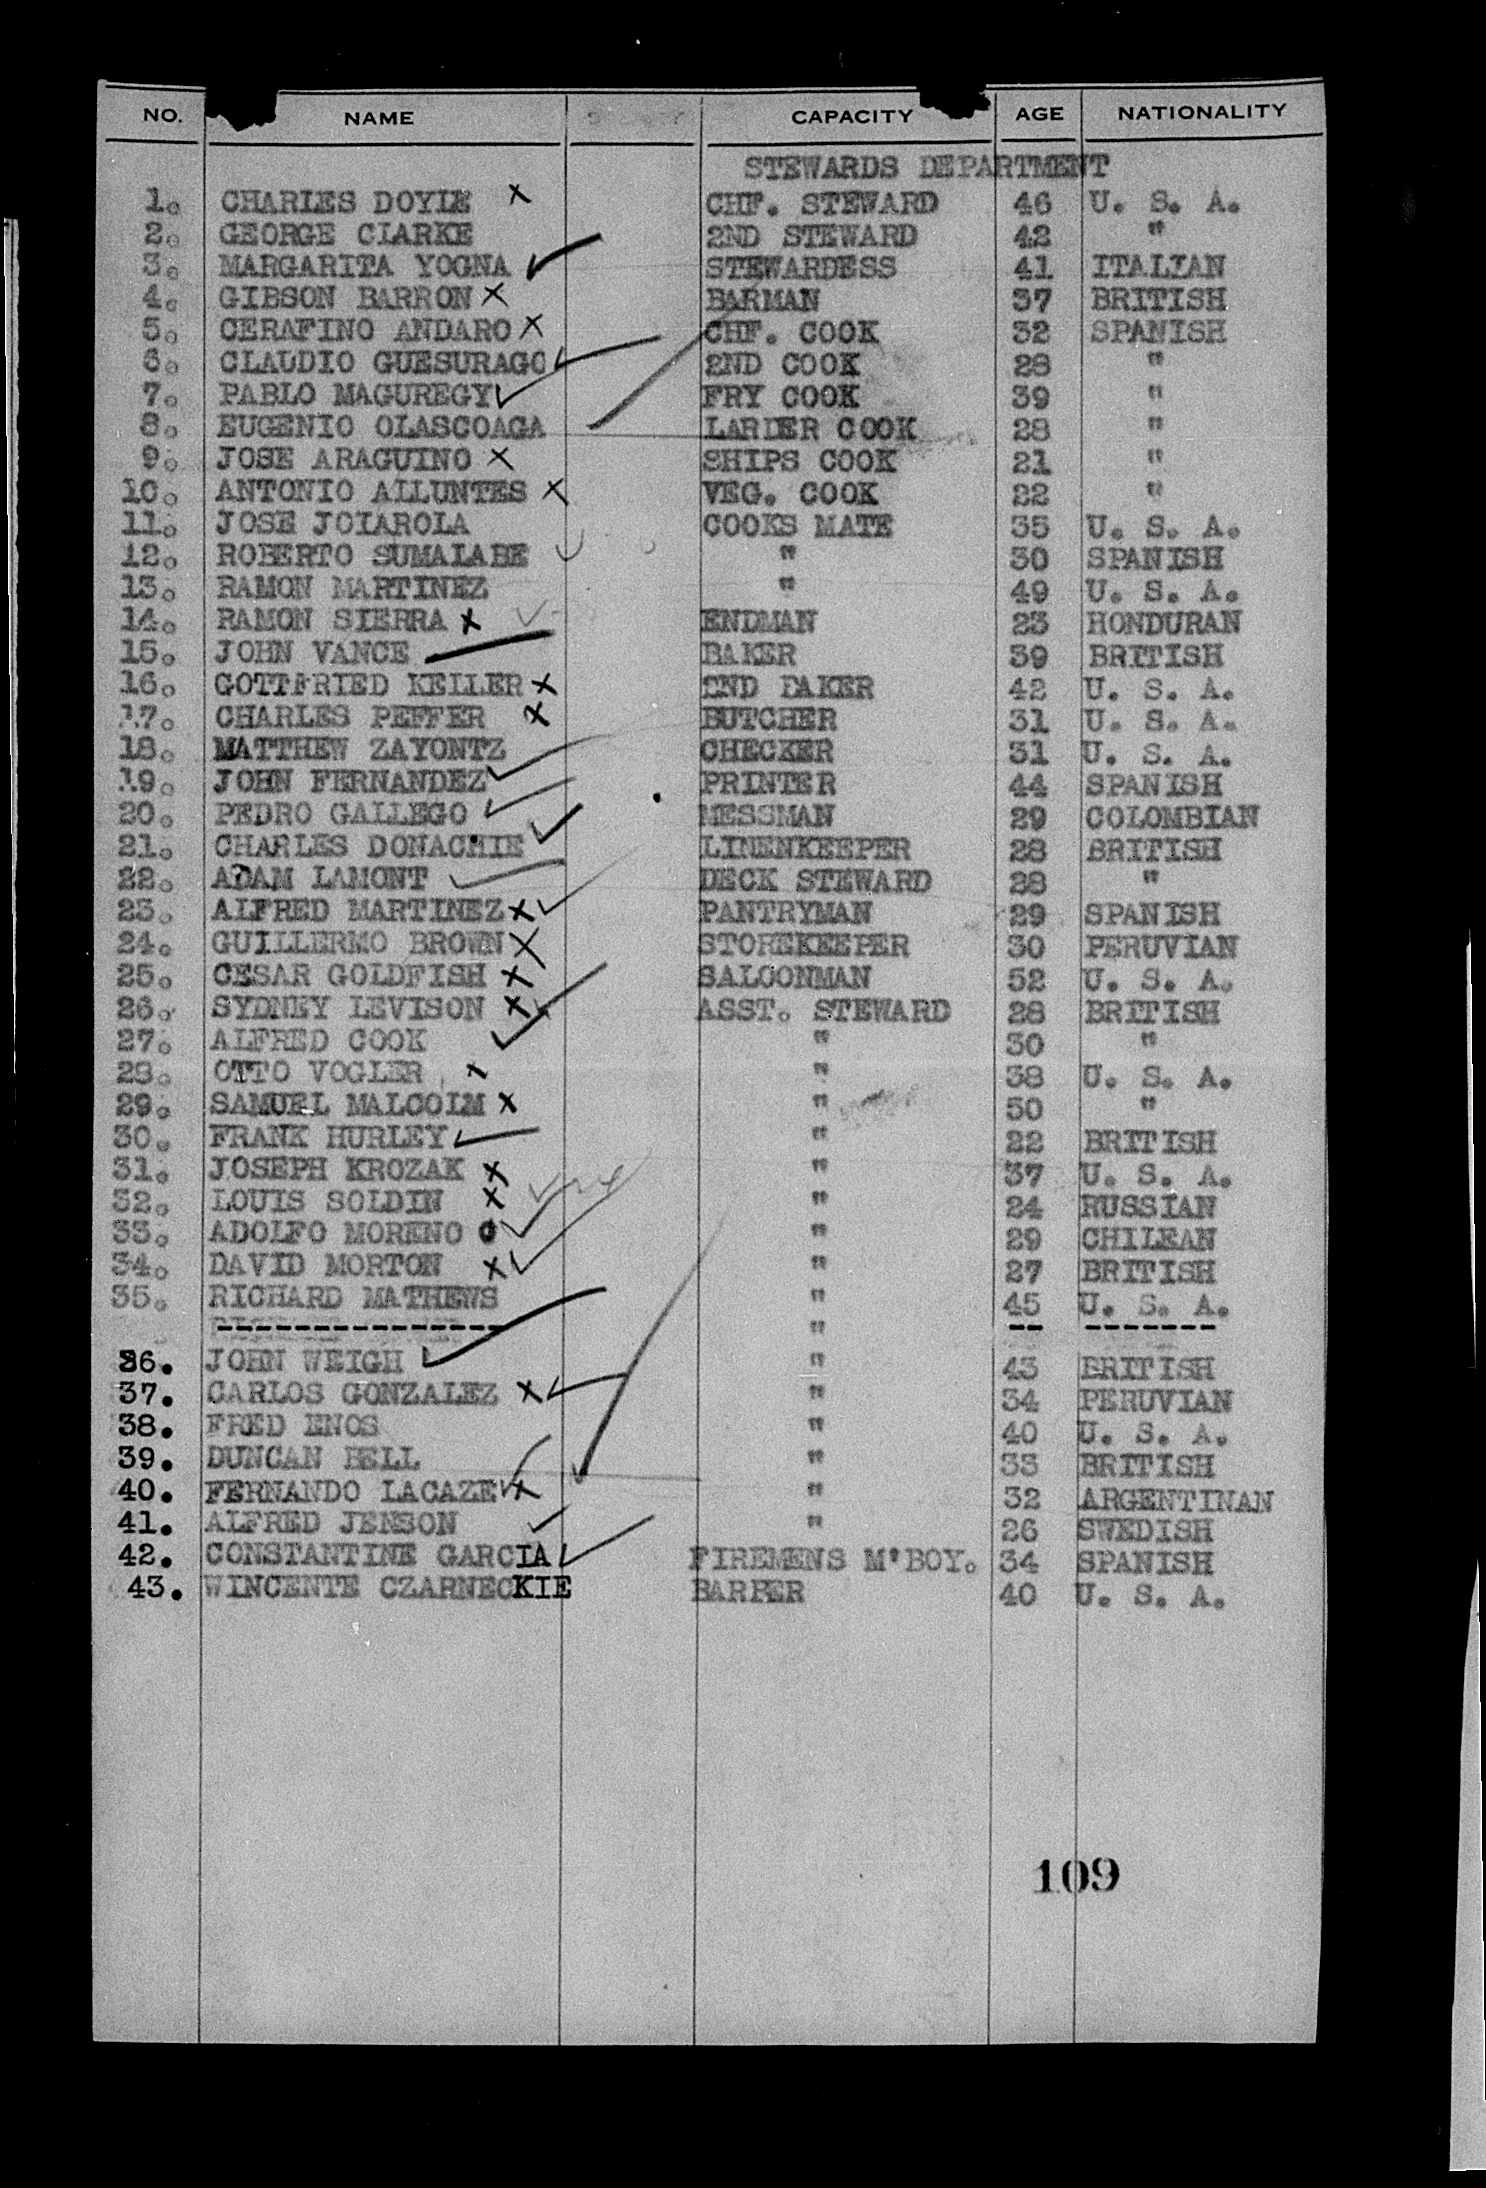 NO. NAME CAPACITY AGE NATIONALITY
STEWARDS DEPARTMENT
1. CHARLES DOYLE X CHF. STEWARD 46 U. S. A.
2. GEORGE CLARKE 2ND STEWARD 42 "
3. MARGARITA YOGNA ✓ STEWARDESS 41 ITALIAN
4. GIBSON BARRON X BARMAN 37 BRITISH
5. CERAFINO ANDARO X CHF. COOK 32 SPANISH
6. CLAUDIO GUESURAGO ✓ 2ND COOK 28 "
7. PABLO MAGUREGY ✓ FRY COOK 39 "
8. EUGENIO OLASCOAGA LARDER COOK 28 "
9. JOSE ARAGUINO X SHIPS COOK 21 "
10. ANTONIO ALLUNTES X VEG. COOK 22 "
11. JOSE JOLAROLA COOKS MATE 35 U. S. A.
12. ROBERTO SUMALABE ✓ " 30 SPANISH
13. RAMON MARTINEZ " 49 U. S. A.
14. RAMON SIERRA X ✓ ENDMAN 23 HONDURAN
15. JOHN VANCE BAKER 39 BRITISH
16. GOTTFRIED KELLER X 2ND BAKER 42 U. S. A.
17. CHARLES PEFFER X BUTCHER 31 U. S. A.
18. MATTHEW ZAYONTZ CHECKER 31 U. S. A.
19. JOHN FERNANDEZ ✓ PRINTER 44 SPANISH
20. PEDRO GALLEGO ✓ MESSMAN 29 COLOMBIAN
21. CHARLES DONACHIE ✓ LINENKEEPER 28 BRITISH
22. ADAM LAMONT ✓ DECK STEWARD 28 "
23. ALFRED MARTINEZ X ✓ PANTRYMAN 29 SPANISH
24. GUILLERMO BROWN X STOREKEEPER 30 PERUVIAN
25. CESAR GOLDFISH X SALOONMAN 52 U. S. A.
26. SYDNEY LEVISON X ASST. STEWARD 28 BRITISH
27. ALFRED COOK ✓ " 30 "
28. OTTO VOGLER X " 38 U. S. A.
29. SAMUEL MALCOLM X " 50 "
30. FRANK HURLEY ✓ " 22 BRITISH
31. JOSEPH KROZAK X " 37 U. S. A.
32. LOUIS SOLDIN X ✓ " 24 RUSSIAN
33. ADOLFO MORENO ✓ " 29 CHILEAN
34. DAVID MORTON X ✓ " 27 BRITISH
35. RICHARD MATHEWS " 45 U. S. A.
--------------- " -- -------
36. JOHN WEIGH ✓ " 43 BRITISH
37. CARLOS GONZALEZ X ✓ " 34 PERUVIAN
38. FRED ENOS " 40 U. S. A.
39. DUNCAN BELL " 33 BRITISH
40. FERNANDO LACAZE ✓ X " 32 ARGENTINAN
41. ALFRED JENSON ✓ " 26 SWEDISH
42. CONSTANTINE GARCIA ✓ FIREMENS M'BOY. 34 SPANISH
43. WINCENTE CZARNECKIE BARBER 40 U. S. A.
109